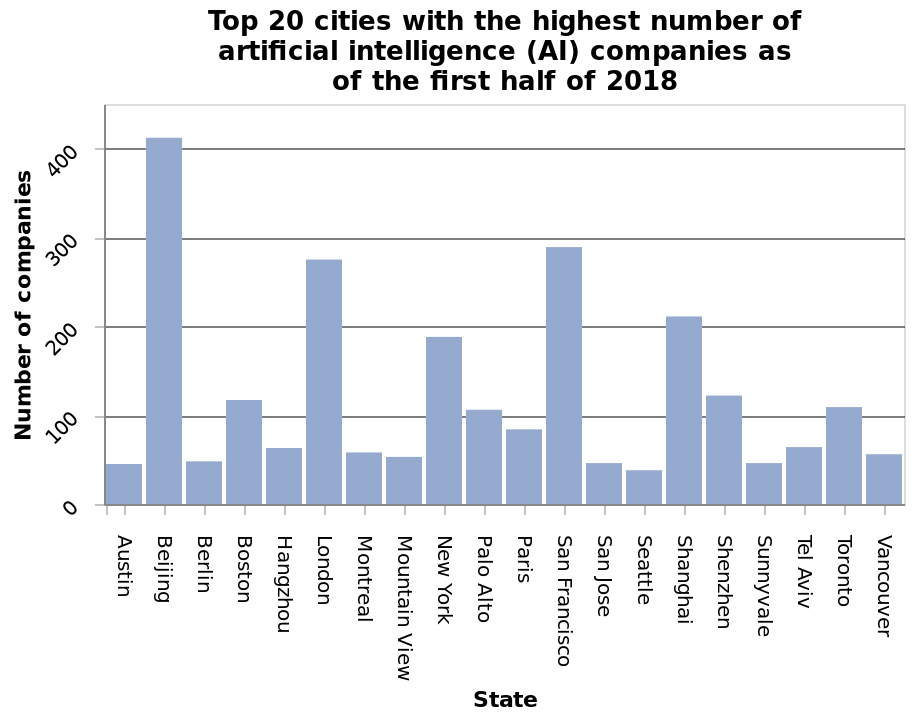 Top 20 cities with the highest number of
artificial intelligence (AI) companies as
of the first half of 2018
Number of companies
400
300
200
100
0
Austin
Beijing
Berlin
Boston
Hangzhou
London
Montreal
Mountain View
New York
Palo Alto
Paris
San Francisco
San Jose
Seattle
Shanghai
Shenzhen
Sunnyvale
Tel Aviv
Toronto
Vancouver
State